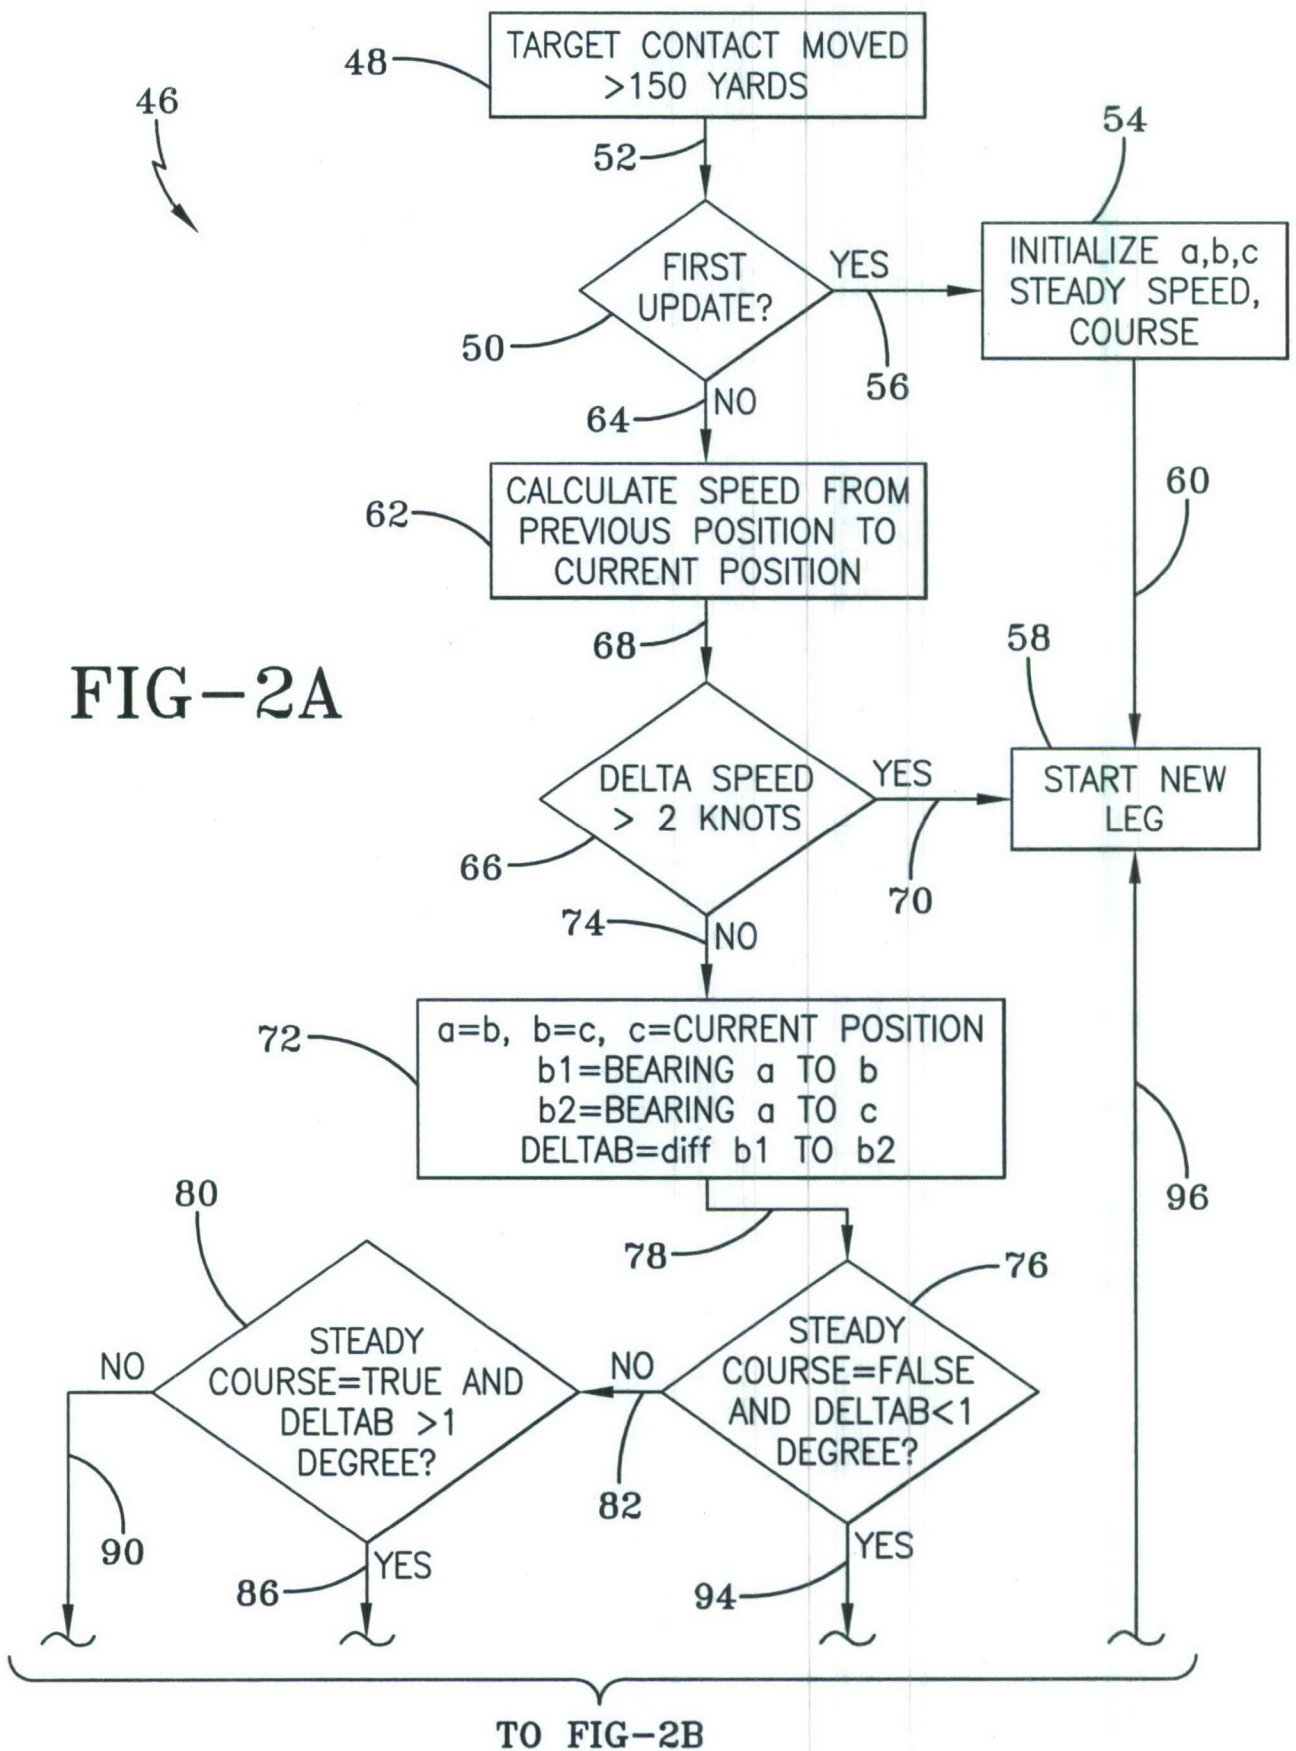 TARGET CONTACT MOVED
>150 YARDS
48
46
52
54
FIRST
UPDATE?
YES
INITIALIZE a,b,c
STEADY SPEED,
COURSE
50
56
64
NO
62
CALCULATE SPEED FROM
PREVIOUS POSITION TO
CURRENT POSITION
60
68
58
FIG-2A
DELTA SPEED
> 2 KNOTS
YES
START NEW
LEG
66
70
74
NO
72
a=b, b=c, c=CURRENT POSITION
b1=BEARING a TO b
b2=BEARING a TO c
DELTAB=diff b1 TO b2
80
96
78
76
NO
STEADY
COURSE=TRUE AND
DELTAB >1
DEGREE?
NO
STEADY
COURSE=FALSE
AND DELTAB<1
DEGREE?
82
90
86
YES
94
YES
TO FIG-2B